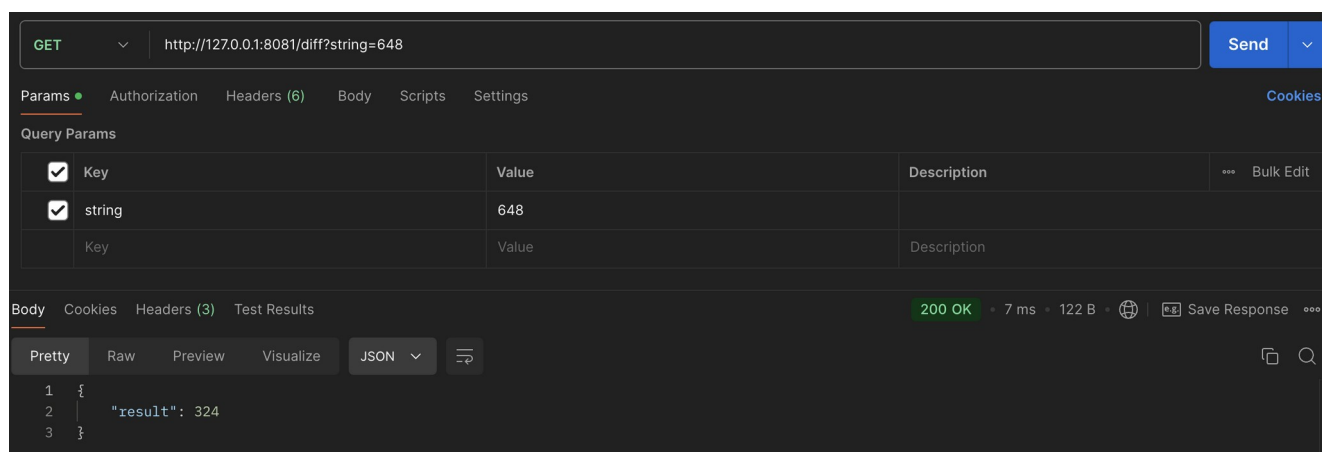 GET http://127.0.0.1:8081/diff?string=648 Send
Params Authorization Headers (6) Body Scripts Settings Cookies
Query Params
Key Value Description ooo Bulk Edit
string 648
Key Value Description
Body Cookies Headers (3) Test Results 200 OK 7 ms 122 B e.g. Save Response ooo
Pretty Raw Preview Visualize JSON
1 {
2 "result": 324
3 }